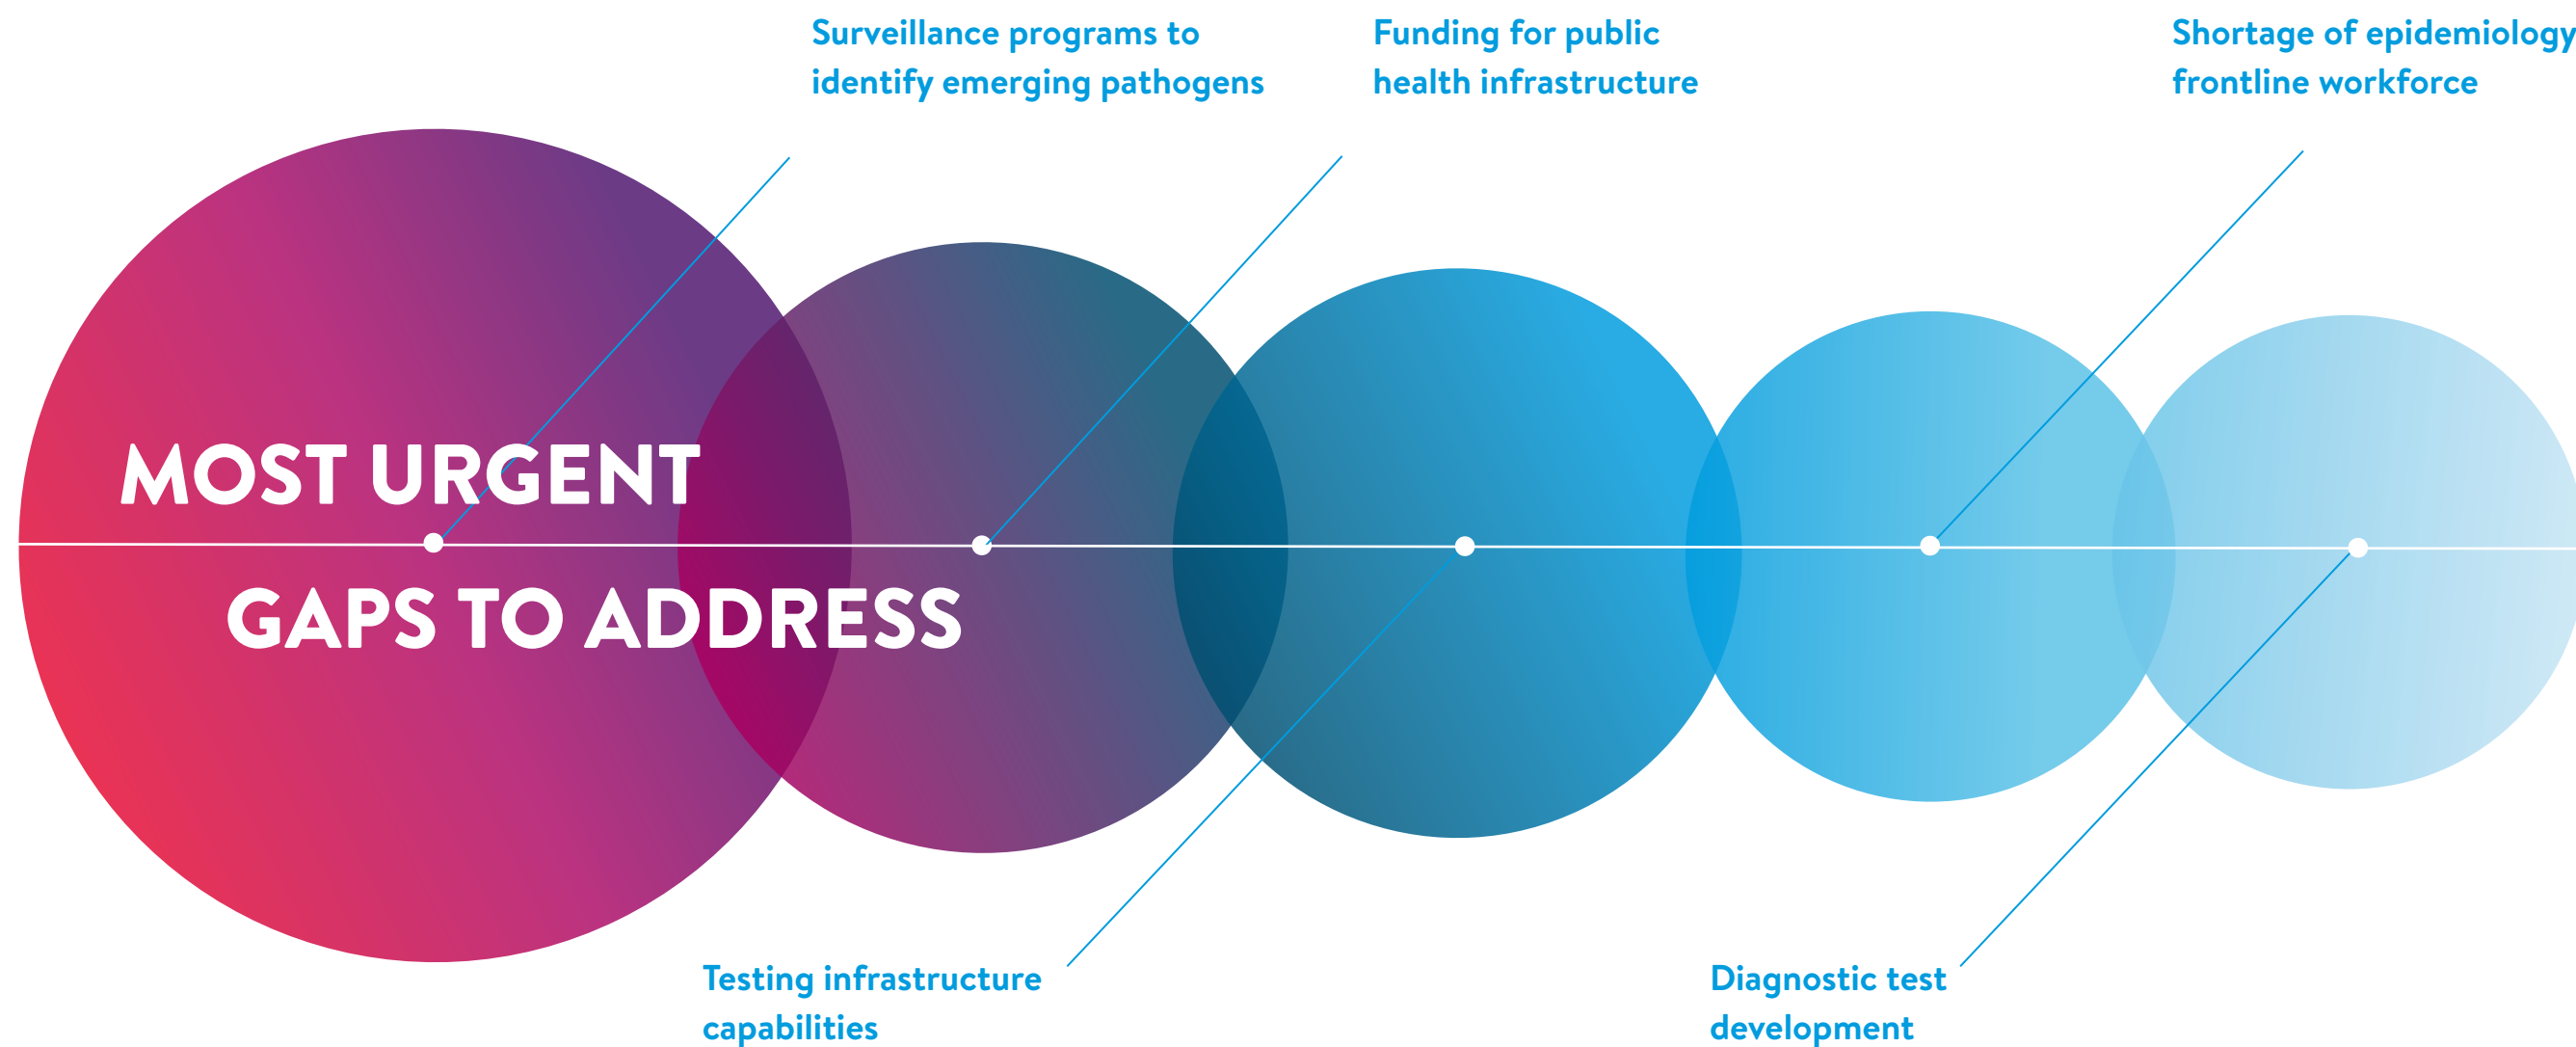 Surveillance programs to
identify emerging pathogens
Funding for public
health infrastructure
Shortage of epidemiology
frontline workforce
MOST URGENT
GAPS TO ADDRESS
Testing infrastructure
capabilities
Diagnostic test
development